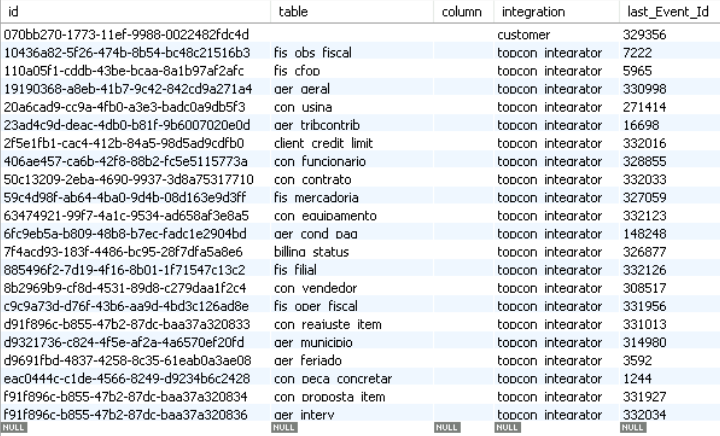 id table column integration last_Event_Id
070bb270-1773-11ef-9988-0022482fdc4d customer 329356
10436a82-5f26-474b-8b54-bc48c21516b3 fis_obs_fiscal topcon_integrator 7222
110a05f1-cddb-43be-bcaa-8a1b97af2afc fis_cfop topcon_integrator 5965
19190368-a8eb-41b7-9c42-842cd9a271a4 ger_geral topcon_integrator 330998
20a6cad9-cc9a-4fb0-a3e3-badc0a9db5f3 con_usina topcon_integrator 271414
23ad4c9d-deac-4db0-b81f-9b6007020e0d ger_tribcontrib topcon_integrator 16698
2f5e1fb1-cac4-412b-84a5-98d5ad9cdfb0 client_credit_limit topcon_integrator 332016
406ae457-ca6b-42f8-88b2-fc5e5115773a con_funcionario topcon_integrator 328855
50c13209-2eba-4690-9937-3d8a75317710 con_contrato topcon_integrator 332033
59c4d98f-ab64-4ba0-9d4b-08d163e9d3ff fis_mercadoria topcon_integrator 327059
63474921-99f7-4a1c-9534-ad658af3e8a5 con_equipamento topcon_integrator 332123
6fc9eb5a-b809-48b8-b7ec-fadc1e2904bd ger_cond_pag topcon_integrator 148248
7f4acd93-183f-4486-bc95-28f7dfa5a8e6 billing_status topcon_integrator 326877
885496f2-7d19-4f16-8b01-1f71547c13c2 fis_filial topcon_integrator 332126
8b2969b9-cf8d-4531-89d8-c279daa1f2c4 con_vendedor topcon_integrator 308517
c9c9a73d-d76f-43b6-aa9d-4bd3c126ad8e fis_oper_fiscal topcon_integrator 331956
d91f896c-b855-47b2-87dc-baa37a320833 con_reajuste_item topcon_integrator 331013
d9321736-c824-4f5e-af2a-4a6570ef20fd ger_municipio topcon_integrator 314980
d9691fbd-4837-4258-8c35-61eab0a3ae08 ger_feriado topcon_integrator 3592
eac0444c-c1de-4566-8249-d9234b6c2428 con_peca_concretar topcon_integrator 1244
f91f896c-b855-47b2-87dc-baa37a320834 con_proposta_item topcon_integrator 331927
f91f896c-b855-47b2-87dc-baa37a320836 ger_interv topcon_integrator 332034
NULL NULL NULL NULL NULL